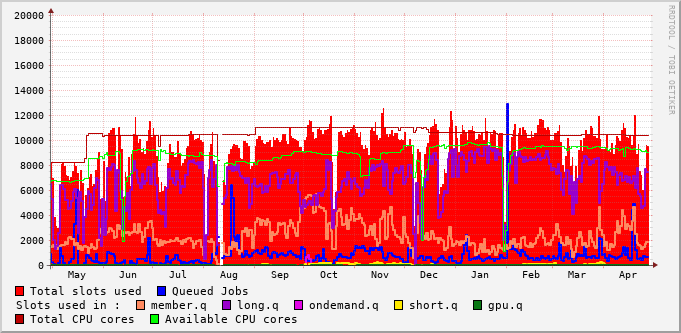 20000
18000
16000
14000
12000
10000
8000
6000
4000
2000
0
May Jun Jul Aug Sep Oct Nov Dec Jan Feb Mar Apr
RRDTOOL / TOBI OETIKER
Total slots used Queued Jobs
Slots used in : member.q long.q ondemand.q short.q gpu.q
Total CPU cores Available CPU cores